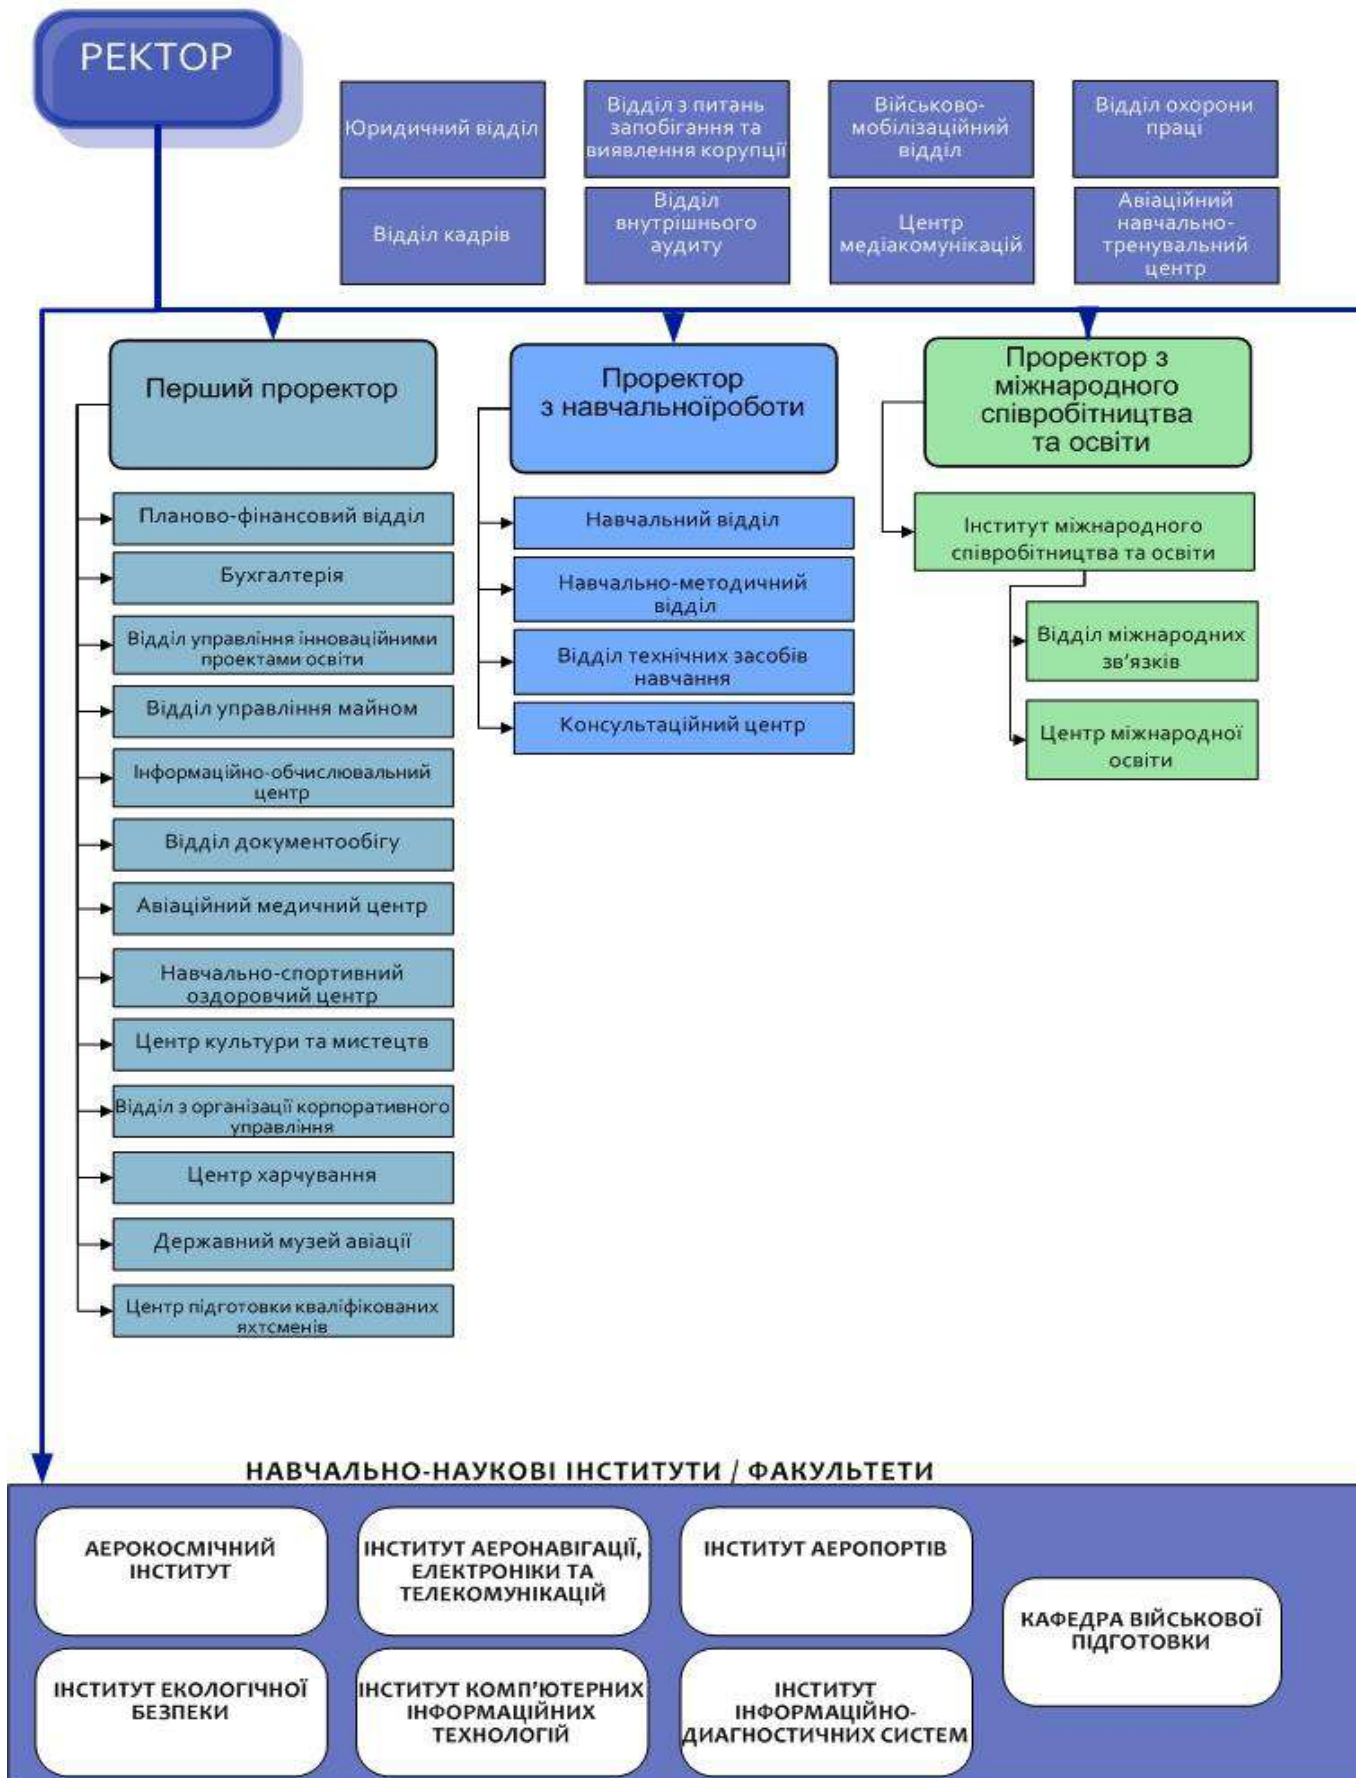 РЕКТОР
Юридичний відділ
Відділ з питань
запобігання та
виявлення корупції
Військово-
мобілізаційний
відділ
Відділ охорони
праці
Відділ кадрів
Відділ
внутрішнього
аудиту
Центр
медіакомунікацій
Авіаційний
навчально-
тренувальний
центр
Перший проректор
Планово-фінансовий відділ
Бухгалтерія
Відділ управління інноваційними
проектами освіти
Відділ управління майном
Інформаційно-обчислювальний
центр
Відділ документообігу
Авіаційний медичний центр
Навчально-спортивний
оздоровчий центр
Центр культури та мистецтв
Відділ з організації корпоративного
управління
Центр харчування
Державний музей авіації
Центр підготовки кваліфікованих
яхтсменів
Проректор
з навчальноїроботи
Навчальний відділ
Навчально-методичний
відділ
Відділ технічних засобів
навчання
Консультаційний центр
Проректор з
міжнародного
співробітництва
та освіти
Інститут міжнародного
співробітництва та освіти
Відділ міжнародних
зв’язків
Центр міжнародної
освіти
НАВЧАЛЬНО-НАУКОВІ ІНСТИТУТИ / ФАКУЛЬТЕТИ
АЕРОКОСМІЧНИЙ
ІНСТИТУТ
ІНСТИТУТ АЕРОНАВІГАЦІЇ,
ЕЛЕКТРОНІКИ ТА
ТЕЛЕКОМУНІКАЦІЙ
ІНСТИТУТ АЕРОПОРТІВ
КАФЕДРА ВІЙСЬКОВОЇ
ПІДГОТОВКИ
ІНСТИТУТ ЕКОЛОГІЧНОЇ
БЕЗПЕКИ
ІНСТИТУТ КОМП’ЮТЕРНИХ
ІНФОРМАЦІЙНИХ
ТЕХНОЛОГІЙ
ІНСТИТУТ
ІНФОРМАЦІЙНО-
ДИАГНОСТИЧНИХ СИСТЕМ